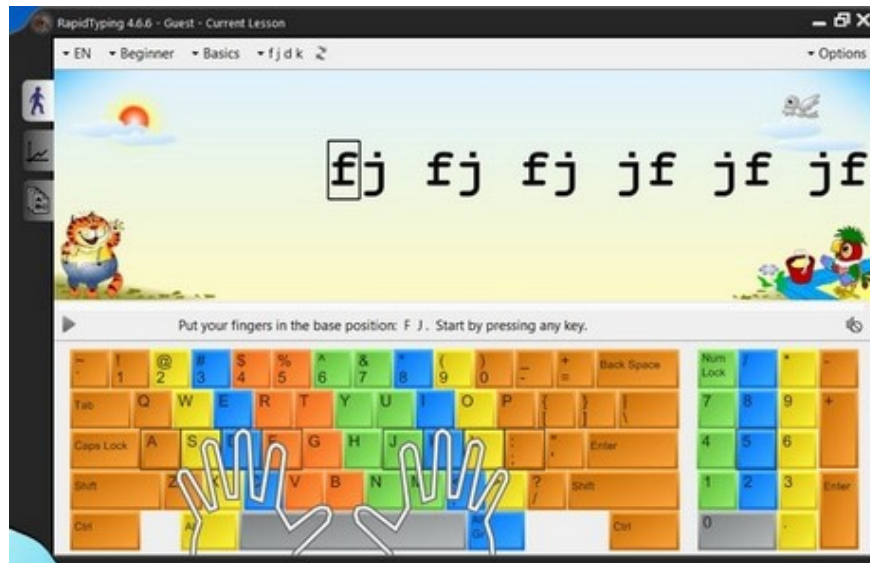 RapidTyping 4.6.6 - Guest - Current Lesson
EN Beginner Basics f j d k Options
fj fj fj jf jf jf
Put your fingers in the base position: F J. Start by pressing any key.
~ ! @ # $ % ^ & * ( ) _ + Back Space Num Lock / * -
` 1 2 3 4 5 6 7 8 9 0 - =
Tab Q W E R T Y U I O P { } | 7 8 9 +
[ ] \
Caps Lock A S D F G H J K L : " Enter 4 5 6
; '
Shift Z X C V B N M < > ? Shift 1 2 3 Enter
/
Ctrl Alt Alt Gr Ctrl 0 .